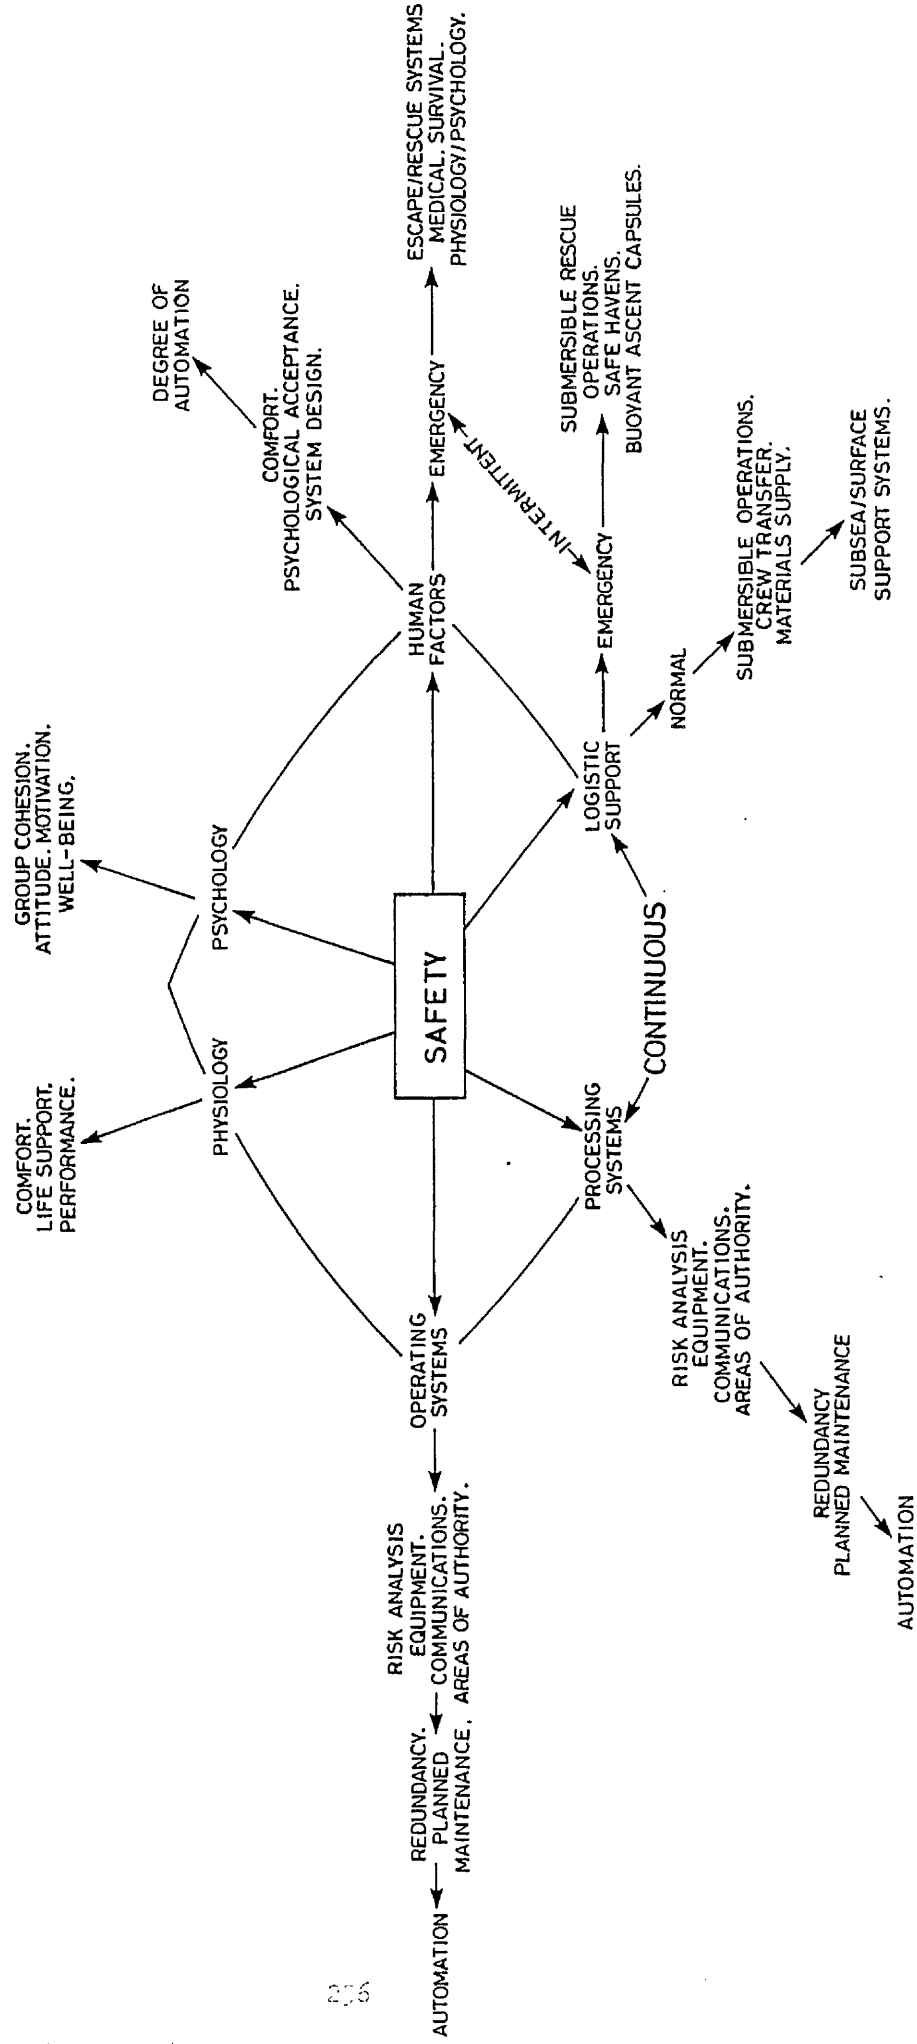 GROUP COHESION.
ATTITUDE. MOTIVATION.
WELL-BEING.
COMFORT.
LIFE SUPPORT.
PERFORMANCE.
DEGREE OF
AUTOMATION
PSYCHOLOGY
PHYSIOLOGY
COMFORT.
PSYCHOLOGICAL ACCEPTANCE.
SYSTEM DESIGN.
HUMAN
FACTORS
EMERGENCY
ESCAPE/RESCUE SYSTEMS
MEDICAL. SURVIVAL.
PHYSIOLOGY/PSYCHOLOGY.
INTERMITTENT
SAFETY
OPERATING
SYSTEMS
RISK ANALYSIS
EQUIPMENT.
COMMUNICATIONS.
AREAS OF AUTHORITY.
REDUNDANCY.
PLANNED
MAINTENANCE.
AUTOMATION
LOGISTIC
SUPPORT
EMERGENCY
SUBMERSIBLE RESCUE
OPERATIONS.
SAFE HAVENS.
BUOYANT ASCENT CAPSULES.
NORMAL
SUBMERSIBLE OPERATIONS.
CREW TRANSFER.
MATERIALS SUPPLY.
SUBSEA/SURFACE
SUPPORT SYSTEMS.
CONTINUOUS
PROCESSING
SYSTEMS
RISK ANALYSIS
EQUIPMENT.
COMMUNICATIONS.
AREAS OF AUTHORITY.
REDUNDANCY
PLANNED MAINTENANCE
AUTOMATION